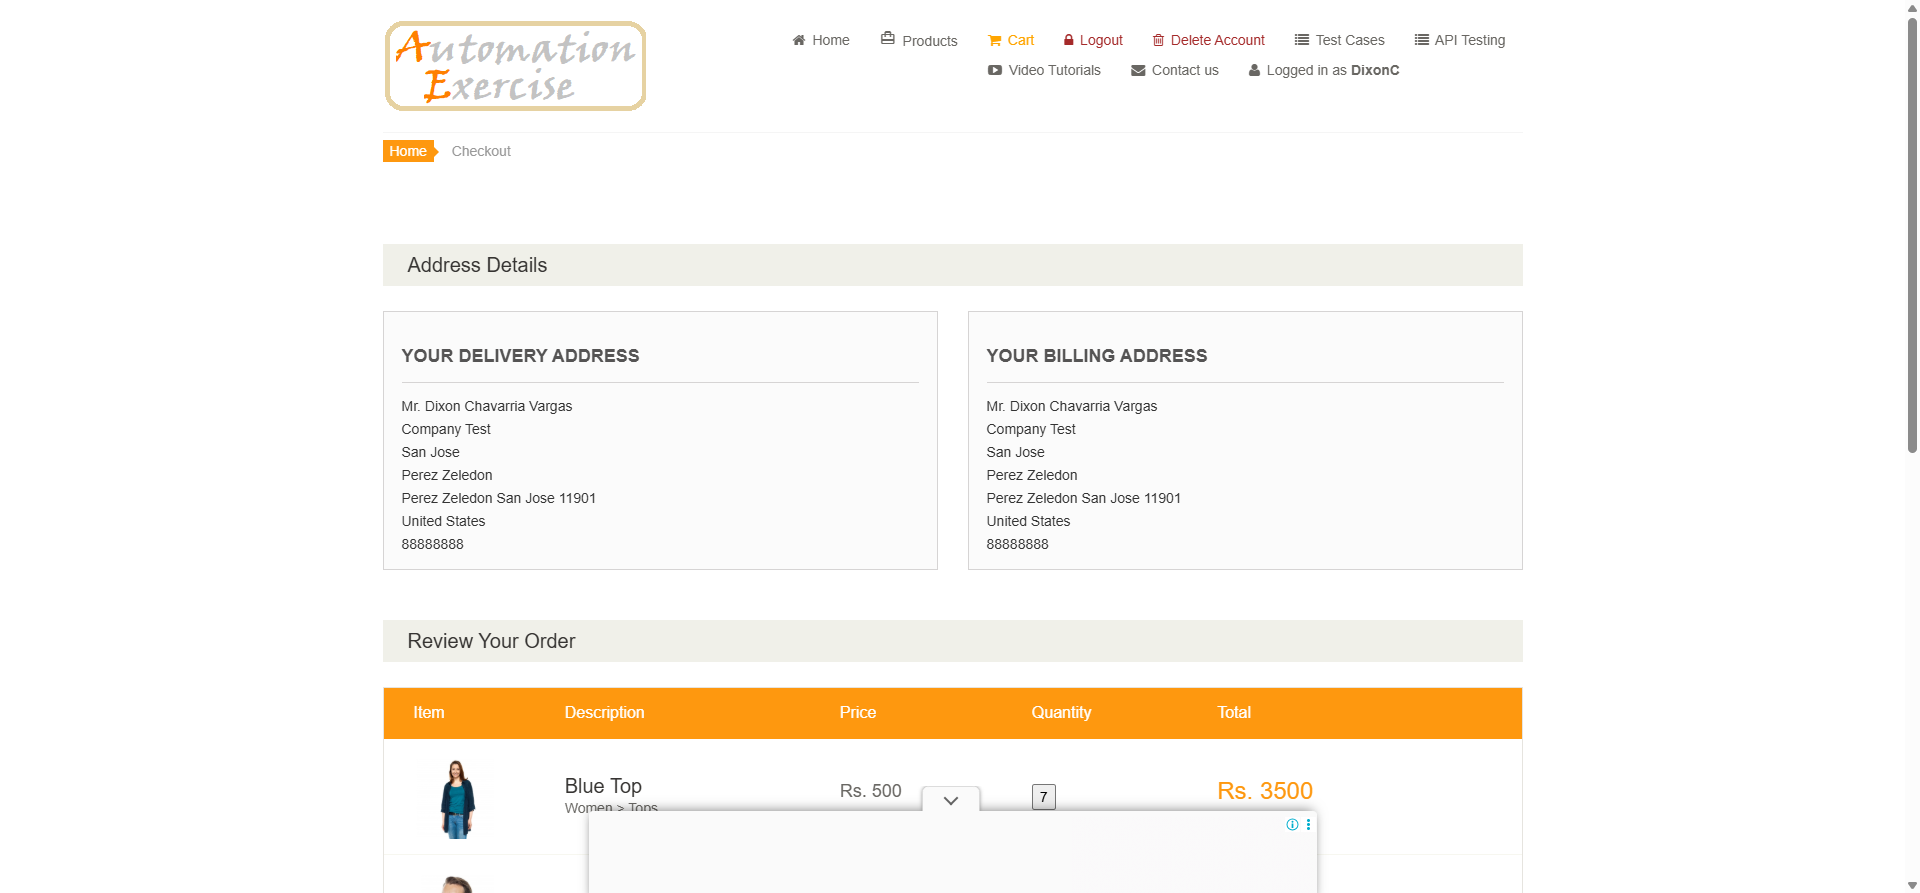 Automation
Exercise
Home Products Cart Logout Delete Account Test Cases API Testing
Video Tutorials Contact us Logged in as DixonC
Home Checkout
Address Details
YOUR DELIVERY ADDRESS
Mr. Dixon Chavarria Vargas
Company Test
San Jose
Perez Zeledon
Perez Zeledon San Jose 11901
United States
88888888
YOUR BILLING ADDRESS
Mr. Dixon Chavarria Vargas
Company Test
San Jose
Perez Zeledon
Perez Zeledon San Jose 11901
United States
88888888
Review Your Order
Item Description Price Quantity Total
Blue Top Rs. 500 7 Rs. 3500
Women > Tops